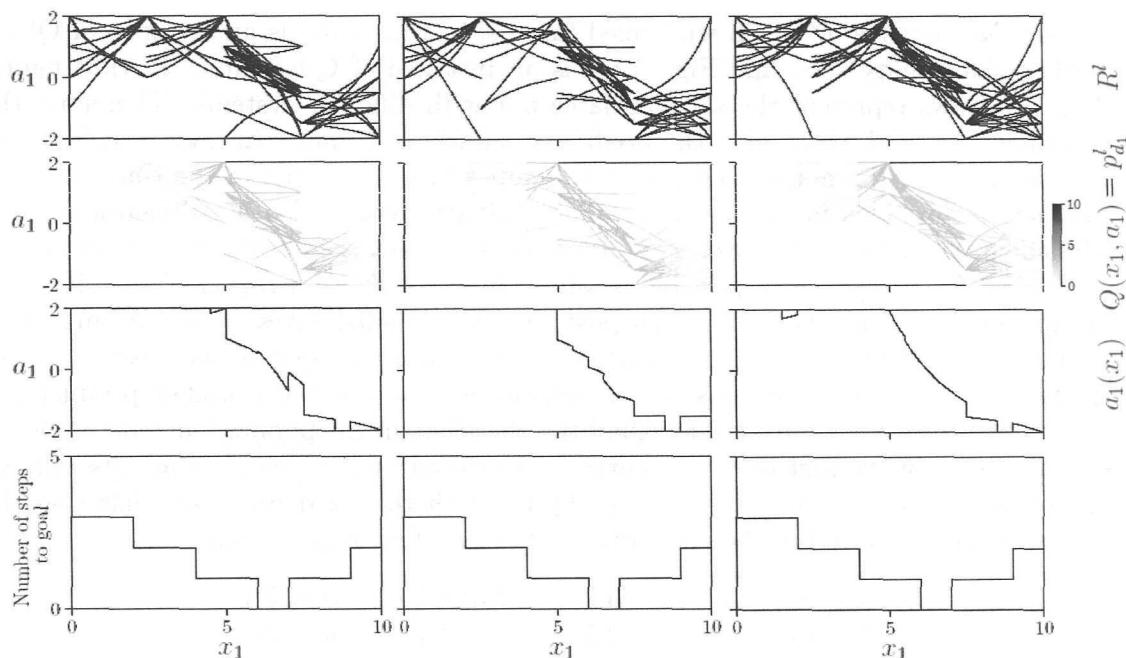 2
a₁ 0
-2
R^l
2
a₁ 0
-2
10
5
0
Q(x₁, a₁) = p^l_{d₁}
2
a₁ 0
-2
a₁(x₁)
5
Number of steps
to goal
0
0 5 10 0 5 10 0 5 10
x₁ x₁ x₁